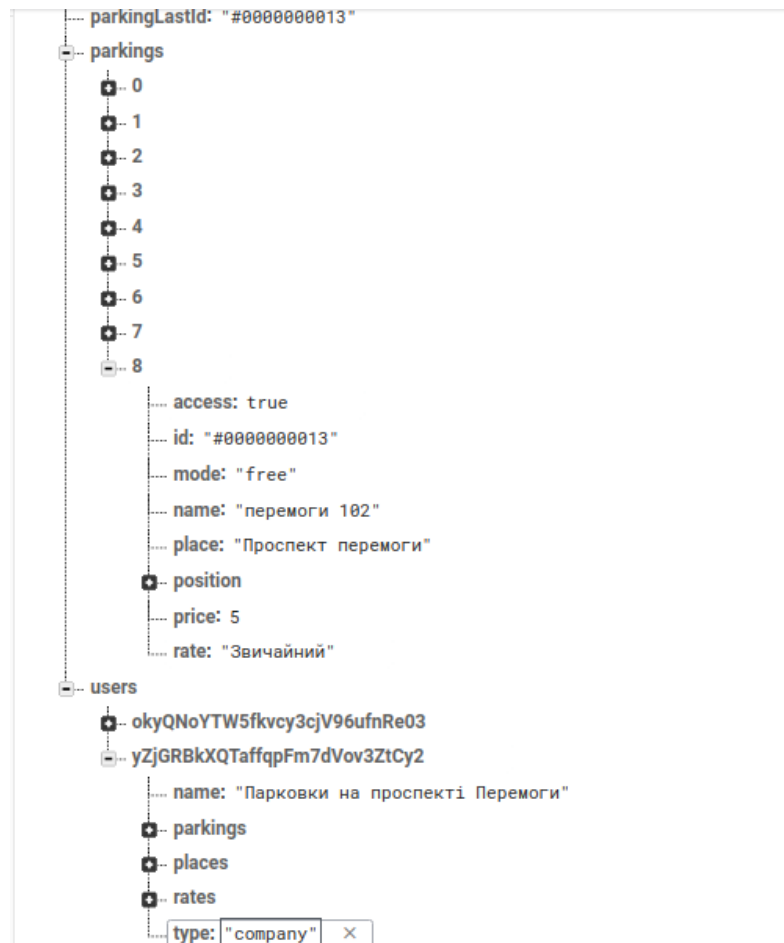 parkingLastId: "#0000000013"
parkings
0
1
2
3
4
5
6
7
8
access: true
id: "#0000000013"
mode: "free"
name: "перемоги 102"
place: "Проспект перемоги"
position
price: 5
rate: "Звичайний"
users
okyQNoYTW5fkvcy3cjV96ufnRe03
yZjGRBkXQTaffqpFm7dVov3ZtCy2
name: "Парковки на проспекті Перемоги"
parkings
places
rates
type: "company" ×